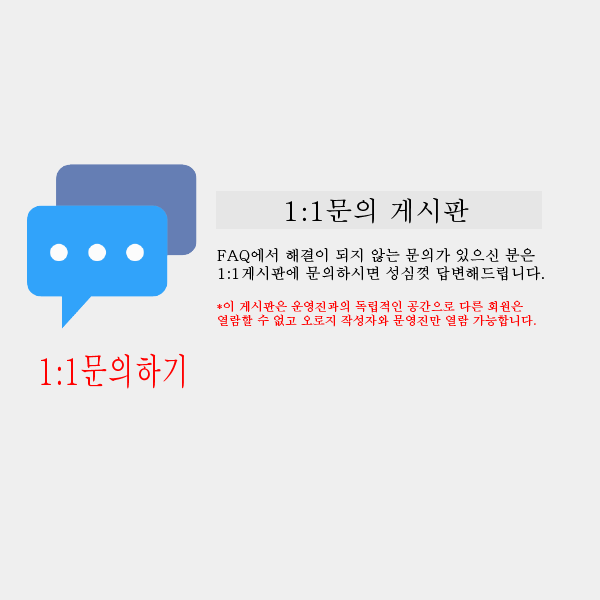 1:1문의 게시판
FAQ에서 해결이 되지 않는 문의가 있으신 분은
1:1게시판에 문의하시면 성심껏 답변해드립니다.
*이 게시판은 운영진과의 독립적인 공간으로 다른 회원은
열람할 수 없고 오로지 작성자와 문영진만 열람 가능합니다.
1:1문의하기